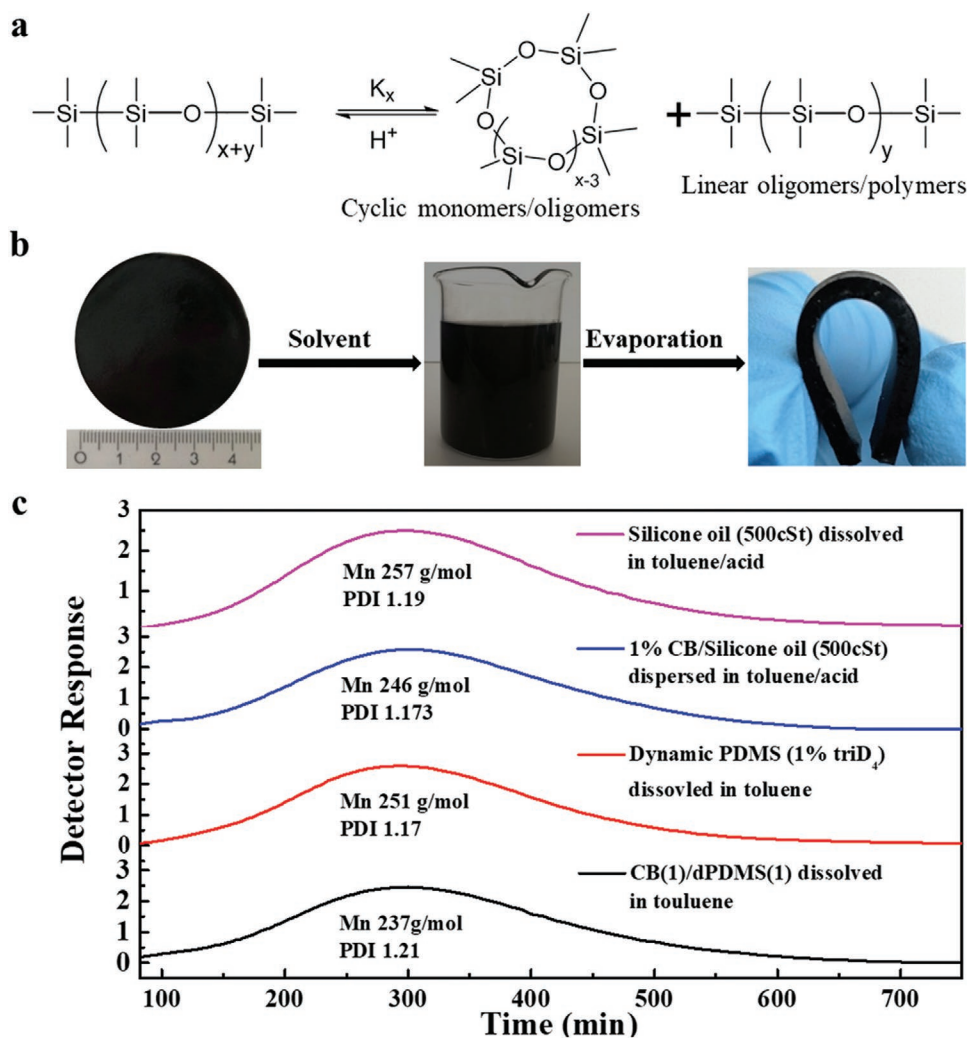 a
Si ( Si — O ) x+y Si
Kx
H+
O Si O Si O Si O Si ( O ) x-3
+
Si ( Si — O ) y Si
Cyclic monomers/oligomers
Linear oligomers/polymers
b
Solvent
Evaporation
0 1 2 3 4
c
Detector Response
3
2
1
Silicone oil (500cSt) dissolved
in toluene/acid
Mn 257 g/mol
PDI 1.19
3
2
1
0
1% CB/Silicone oil (500cSt)
dispersed in toluene/acid
Mn 246 g/mol
PDI 1.173
3
2
1
0
Dynamic PDMS (1% triD4)
dissovled in toluene
Mn 251 g/mol
PDI 1.17
3
2
1
0
CB(1)/dPDMS(1) dissolved
in touluene
Mn 237g/mol
PDI 1.21
100 200 300 400 500 600 700
Time (min)